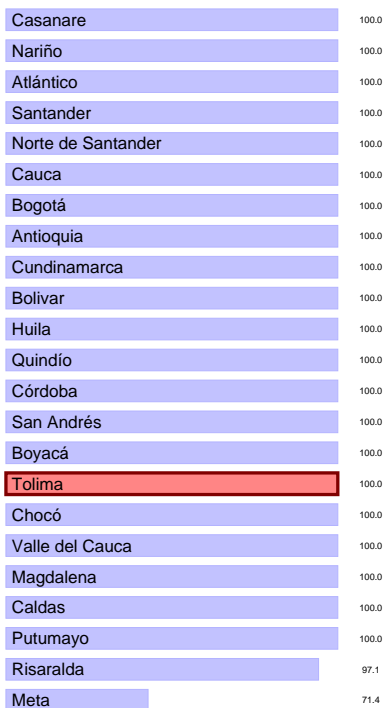 Casanare 100.0
Nariño 100.0
Atlántico 100.0
Santander 100.0
Norte de Santander 100.0
Cauca 100.0
Bogotá 100.0
Antioquia 100.0
Cundinamarca 100.0
Bolivar 100.0
Huila 100.0
Quindío 100.0
Córdoba 100.0
San Andrés 100.0
Boyacá 100.0
Tolima 100.0
Chocó 100.0
Valle del Cauca 100.0
Magdalena 100.0
Caldas 100.0
Putumayo 100.0
Risaralda 97.1
Meta 71.4